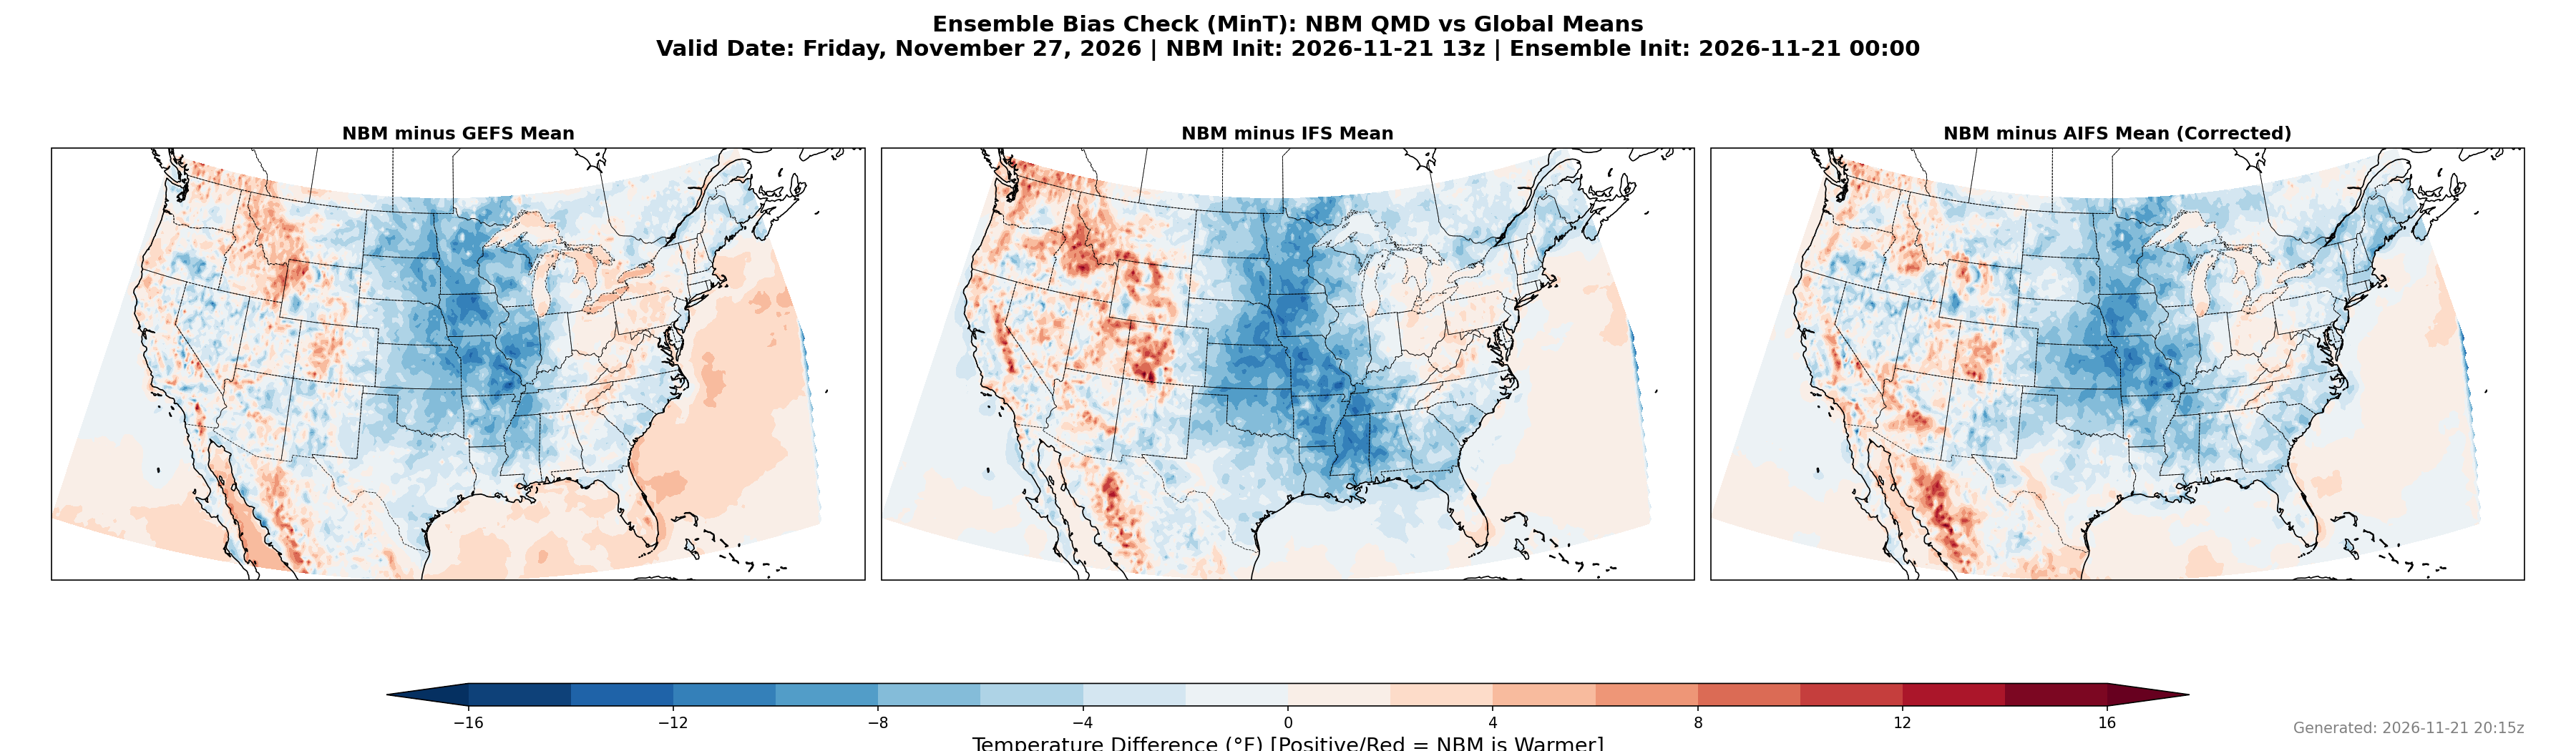 Ensemble Bias Check (MinT): NBM QMD vs Global Means
Valid Date: Friday, November 27, 2026 | NBM Init: 2026-11-21 13z | Ensemble Init: 2026-11-21 00:00
NBM minus GEFS Mean
NBM minus IFS Mean
NBM minus AIFS Mean (Corrected)
−16 −12 −8 −4 0 4 8 12 16
Temperature Difference (°F) [Positive/Red = NBM is Warmer]
Generated: 2026-11-21 20:15z